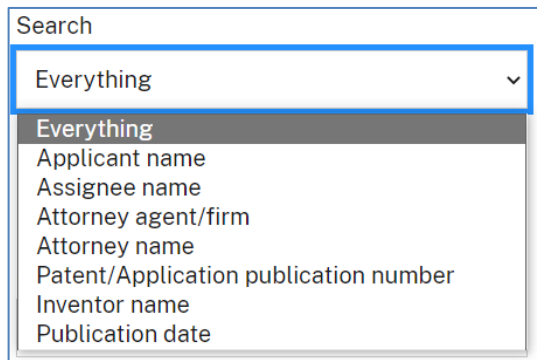 Search
Everything
Everything
Applicant name
Assignee name
Attorney agent/firm
Attorney name
Patent/Application publication number
Inventor name
Publication date